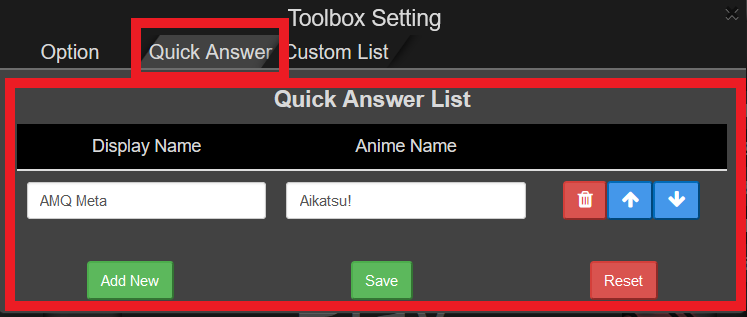 Toolbox Setting
Option Quick Answer Custom List
Quick Answer List
Display Name Anime Name
AMQ Meta Aikatsu!
Add New Save Reset